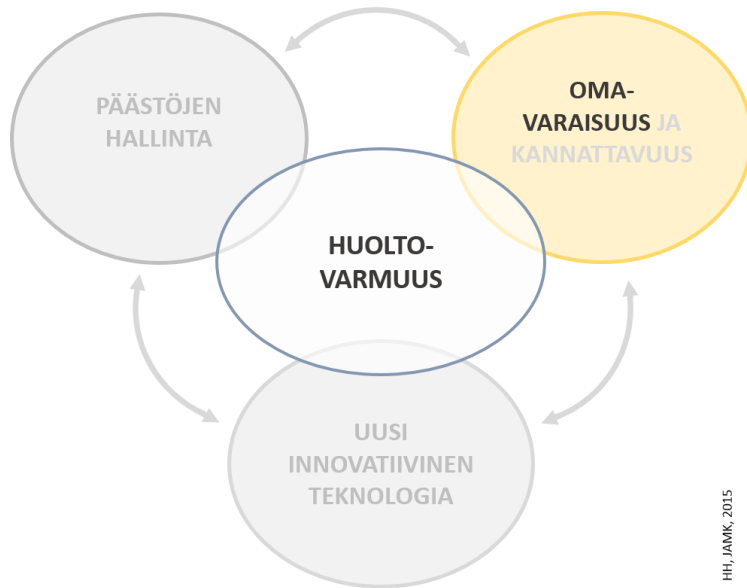 PÄÄSTÖJEN
HALLINTA
OMA-
VARAISUUS JA
KANNATTAVUUS
HUOLTO-
VARMUUS
UUSI
INNOVATIIVINEN
TEKNOLOGIA
HH, JAMK, 2015